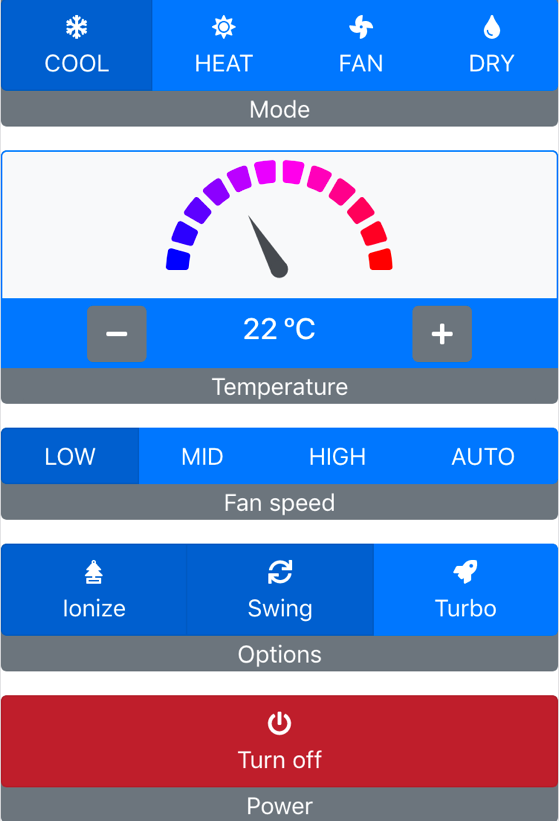 COOL HEAT FAN DRY
Mode
22 °C
Temperature
LOW MID HIGH AUTO
Fan speed
Ionize Swing Turbo
Options
Turn off
Power